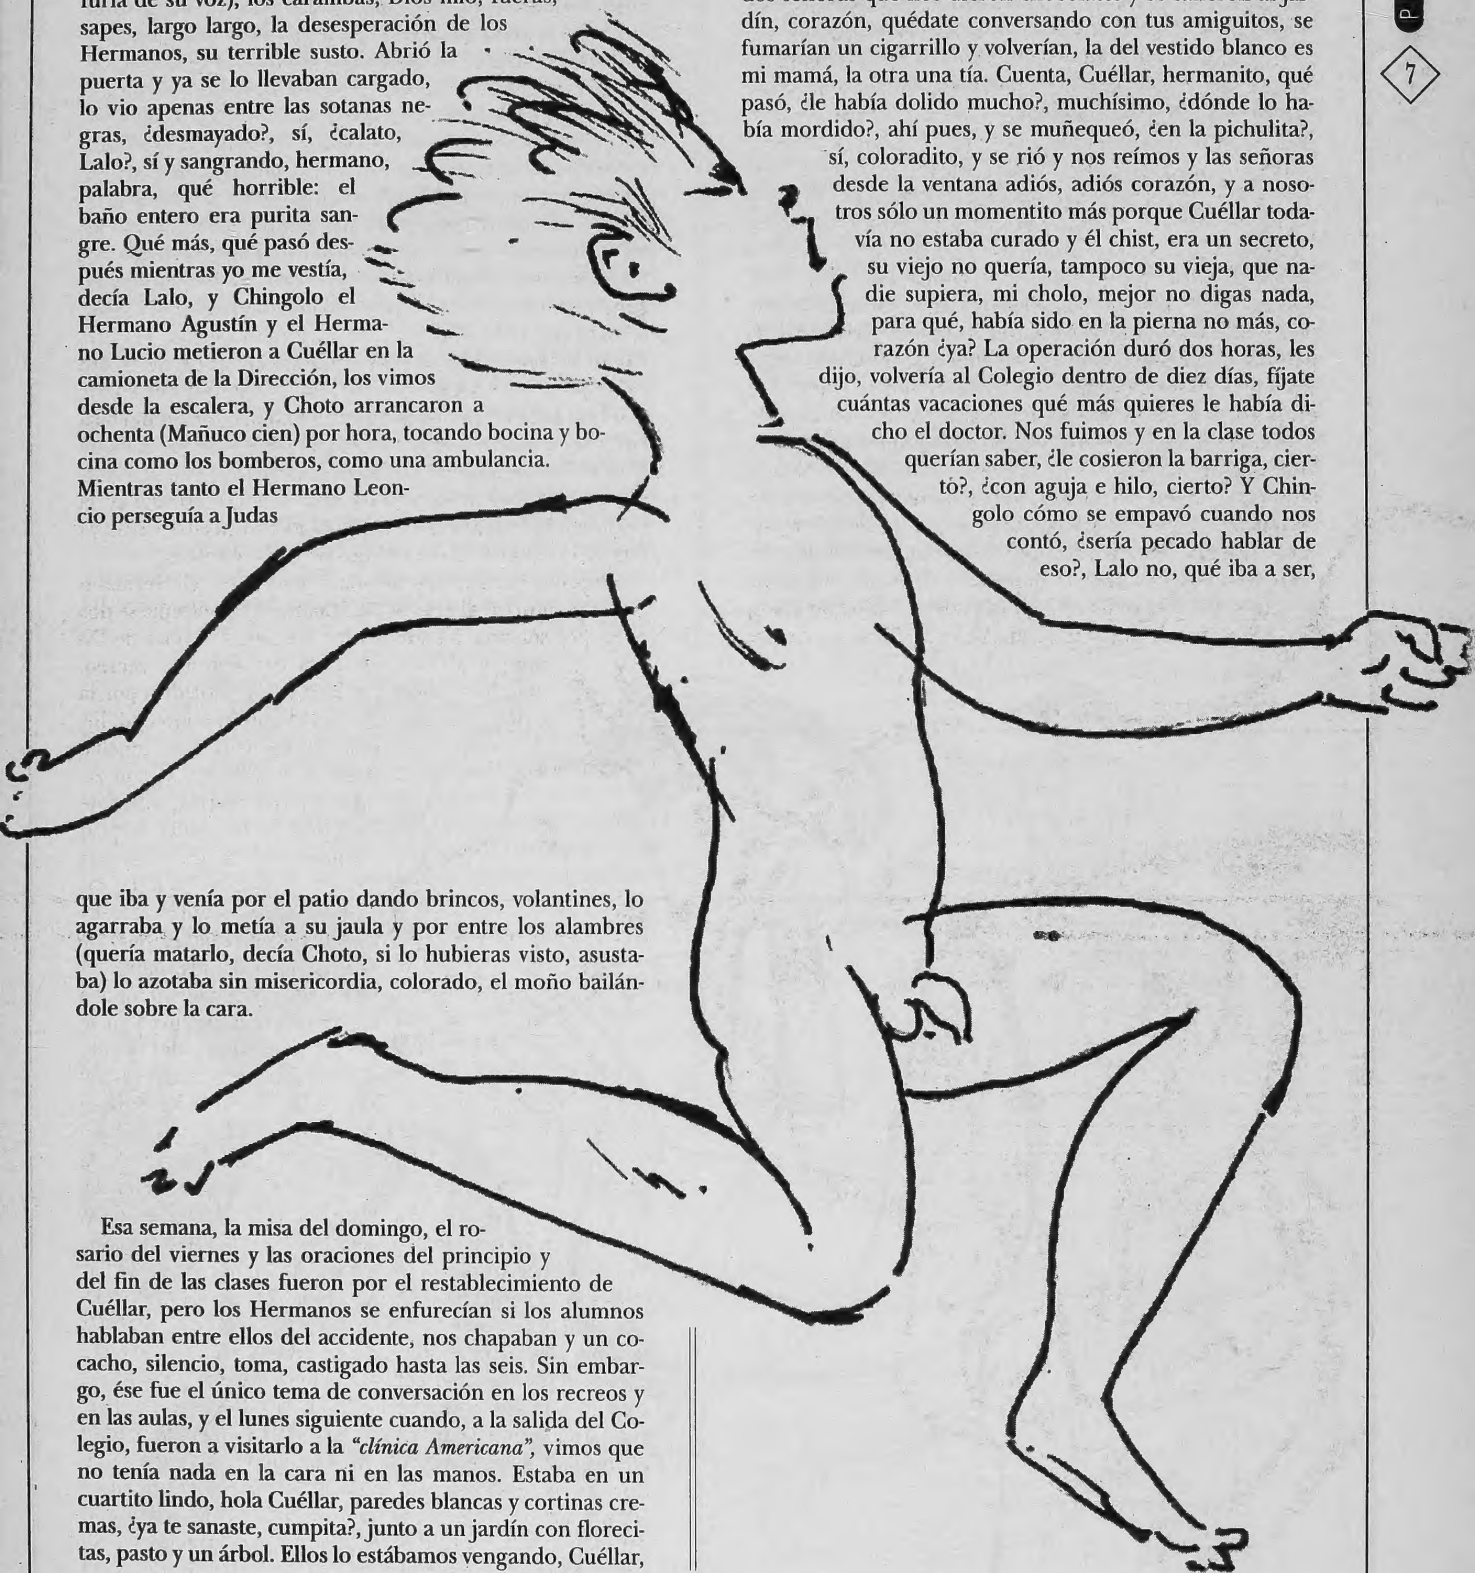 furia de su voz), los carambas, Dios mío, fueras,
sapes, largo largo, la desesperación de los
Hermanos, su terrible susto. Abrió la
puerta y ya se lo llevaban cargado,
lo vio apenas entre las sotanas ne-
gras, ¿desmayado?, sí, ¿calato,
Lalo?, sí y sangrando, hermano,
palabra, qué horrible: el
baño entero era purita san-
gre. Qué más, qué pasó des-
pués mientras yo me vestía,
decía Lalo, y Chingolo el
Hermano Agustín y el Herma-
no Lucio metieron a Cuéllar en la
camioneta de la Dirección, los vimos
desde la escalera, y Choto arrancaron a
ochenta (Mañuco cien) por hora, tocando bocina y bo-
cina como los bomberos, como una ambulancia.
Mientras tanto el Hermano Leon-
cio perseguía a Judas
que iba y venía por el patio dando brincos, volantines, lo
agarraba y lo metía a su jaula y por entre los alambres
(quería matarlo, decía Choto, si lo hubieras visto, asusta-
ba) lo azotaba sin misericordia, colorado, el moño bailán-
dole sobre la cara.
Esa semana, la misa del domingo, el ro-
sario del viernes y las oraciones del principio y
del fin de las clases fueron por el restablecimiento de
Cuéllar, pero los Hermanos se enfurecían si los alumnos
hablaban entre ellos del accidente, nos chapaban y un co-
cacho, silencio, toma, castigado hasta las seis. Sin embar-
go, ése fue el único tema de conversación en los recreos y
en las aulas, y el lunes siguiente cuando, a la salida del Co-
legio, fueron a visitarlo a la “clínica Americana”, vimos que
no tenía nada en la cara ni en las manos. Estaba en un
cuartito lindo, hola Cuéllar, paredes blancas y cortinas cre-
mas, ¿ya te sanaste, cumpita?, junto a un jardín con floreci-
tas, pasto y un árbol. Ellos lo estábamos vengando, Cuéllar,
dín, corazón, quédate conversando con tus amiguitos, se
fumarían un cigarrillo y volverían, la del vestido blanco es
mi mamá, la otra una tía. Cuenta, Cuéllar, hermanito, qué
pasó, ¿le había dolido mucho?, muchísimo, ¿dónde lo ha-
bía mordido?, ahí pues, y se muñequeó, ¿en la pichulita?,
sí, coloradito, y se rió y nos reímos y las señoras
desde la ventana adiós, adiós corazón, y a noso-
tros sólo un momentito más porque Cuéllar toda-
vía no estaba curado y él chist, era un secreto,
su viejo no quería, tampoco su vieja, que na-
die supiera, mi cholo, mejor no digas nada,
para qué, había sido en la pierna no más, co-
razón ¿ya? La operación duró dos horas, les
dijo, volvería al Colegio dentro de diez días, fíjate
cuántas vacaciones qué más quieres le había di-
cho el doctor. Nos fuimos y en la clase todos
querían saber, ¿le cosieron la barriga, cier-
to?, ¿con aguja e hilo, cierto? Y Chin-
golo cómo se empavó cuando nos
contó, ¿sería pecado hablar de
eso?, Lalo no, qué iba a ser,
P
7